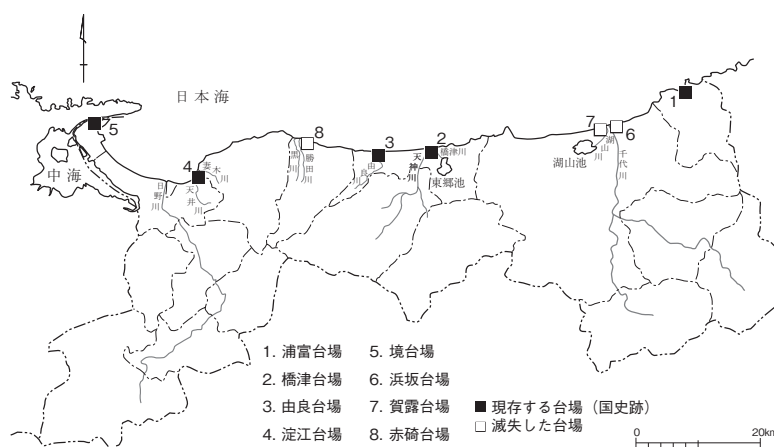 日本海
中海
5
4
8
3
2
7
6
1
日野川
天井川
妻木川
黒川
勝田川
由良川
天神川
橋津川
東郷池
湖山池
湖山川
千代川
1. 浦富台場
2. 橋津台場
3. 由良台場
4. 淀江台場
5. 境台場
6. 浜坂台場
7. 賀露台場
8. 赤碕台場
■ 現存する台場（国史跡）
□ 滅失した台場
0 20km